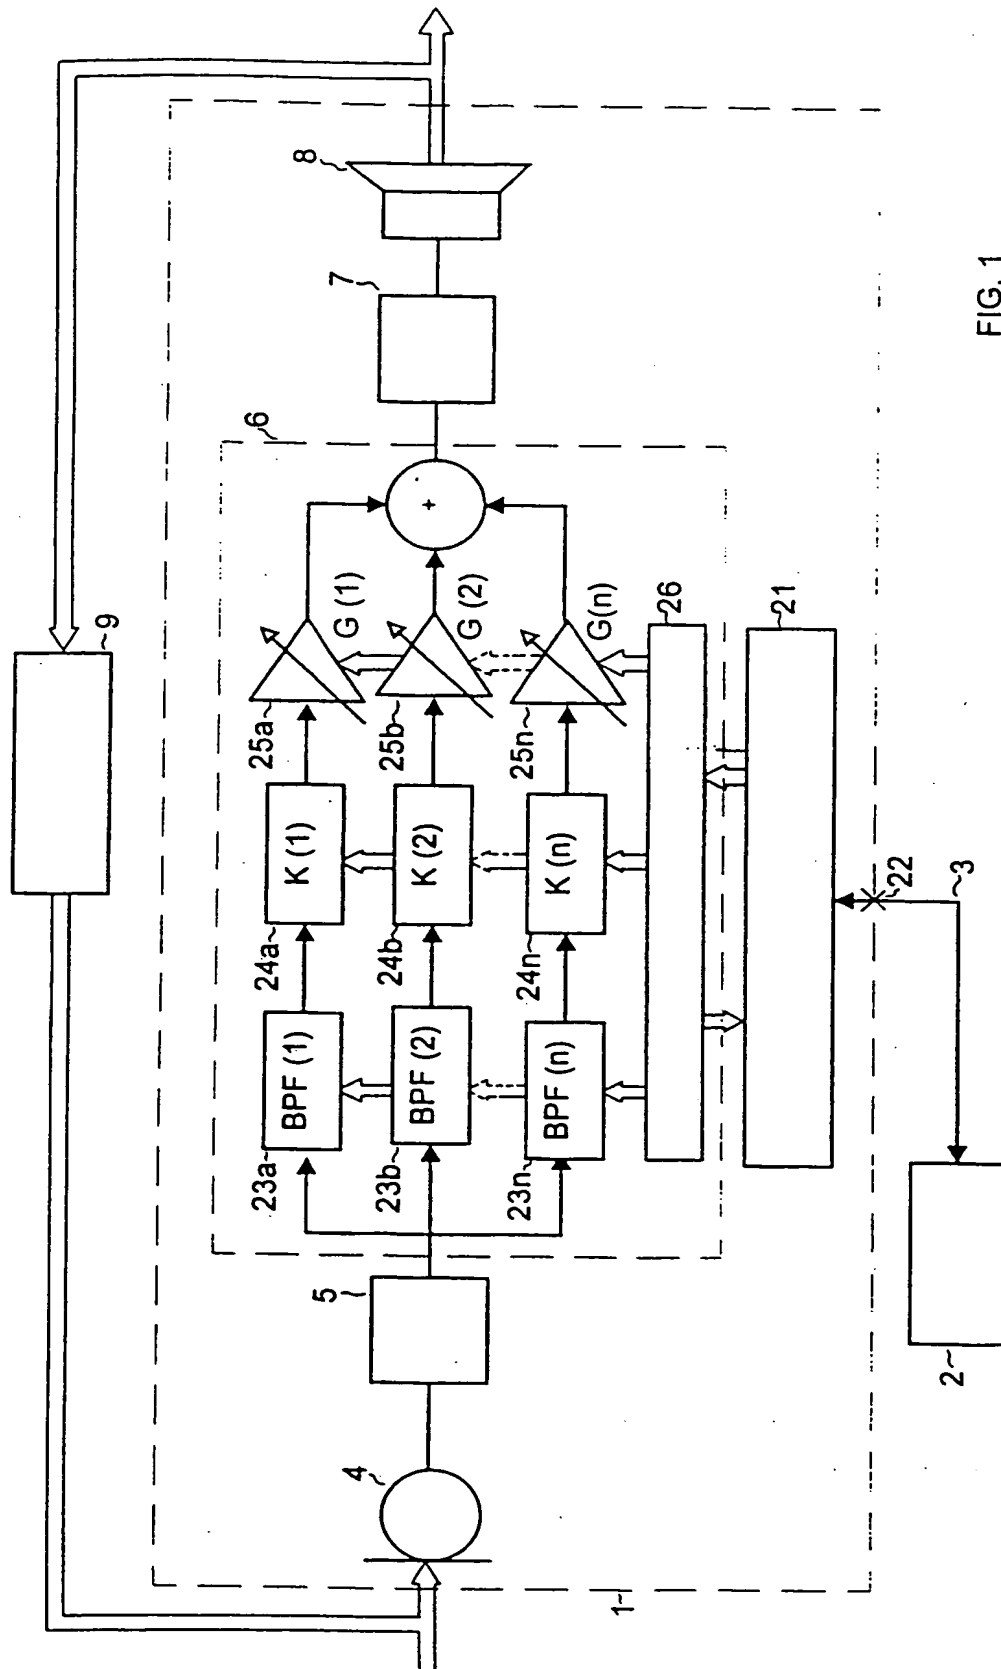 9
8
7
6
5
4
1
25a
G (1)
25b
G (2)
25n
G(n)
24a
K (1)
24b
K (2)
24n
K (n)
23a
BPF (1)
23b
BPF (2)
23n
BPF (n)
+
26
21
22
3
2
FIG. 1